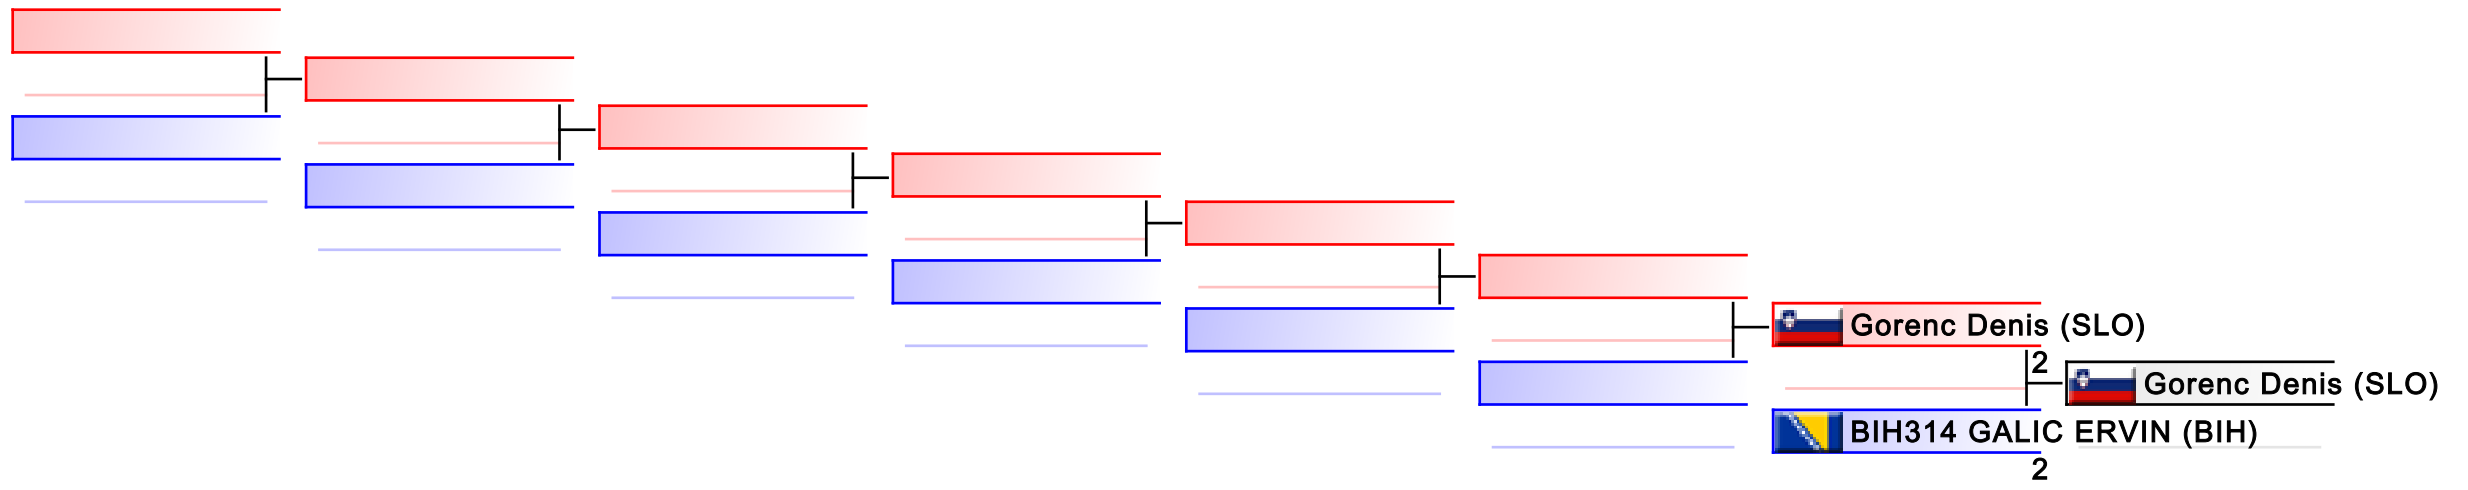 Gorenc Denis (SLO)
2
Gorenc Denis (SLO)
BIH314 GALIC ERVIN (BIH)
2